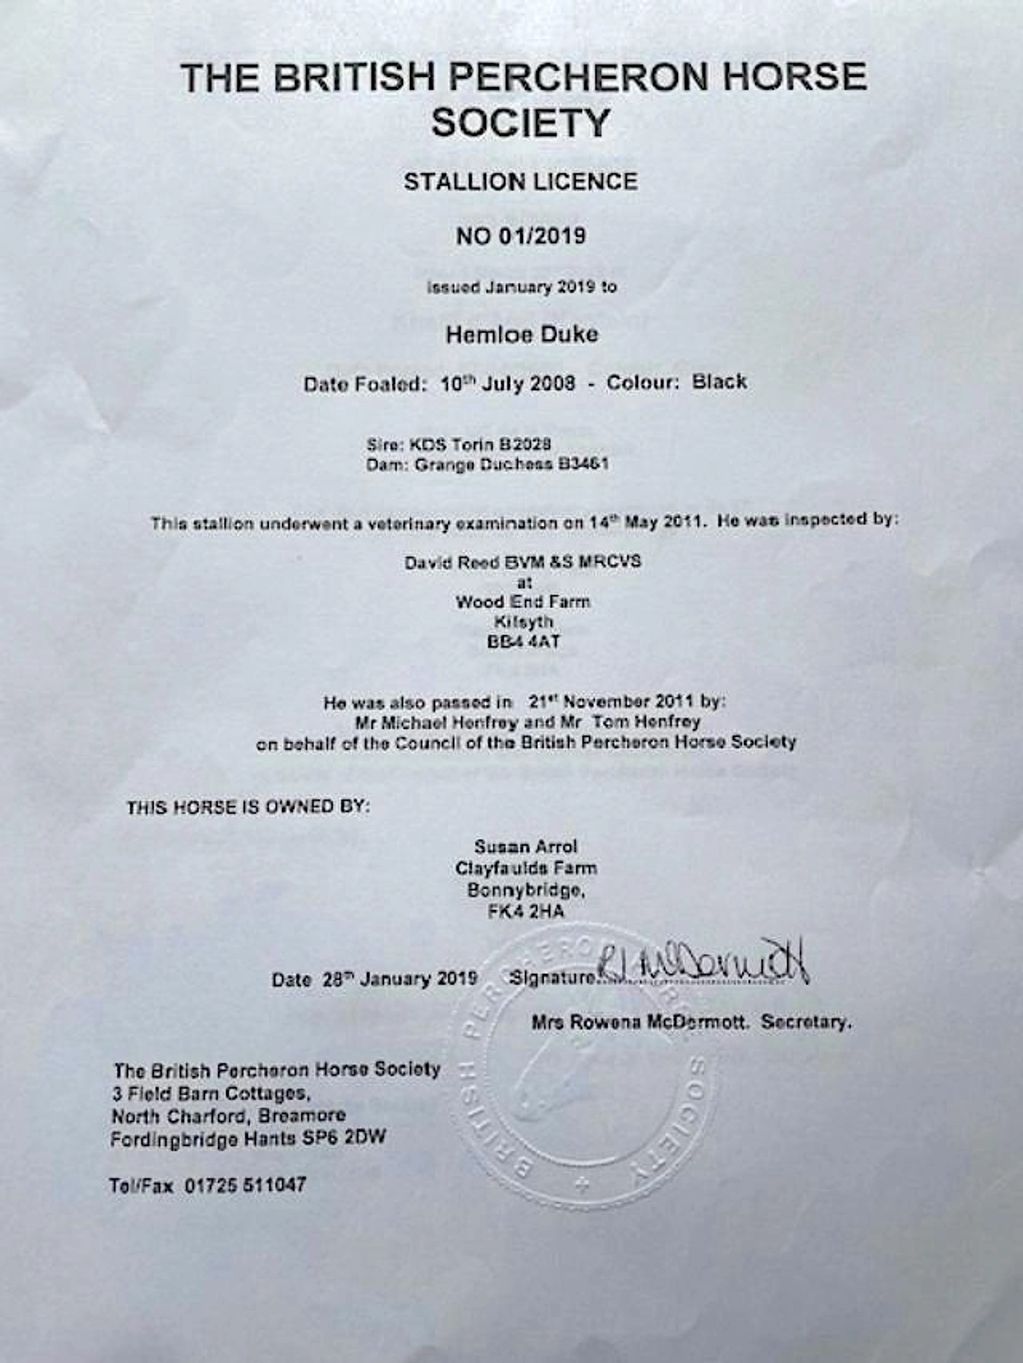 THE BRITISH PERCHERON HORSE
SOCIETY
STALLION LICENCE
NO 01/2019
issued January 2019 to
Hemloe Duke
Date Foaled: 10th July 2008 - Colour: Black
Sire: KDS Torin B2028
Dam: Grange Duchess B3461
This stallion underwent a veterinary examination on 14th May 2011. He was inspected by:
David Reed BVM &S MRCVS
at
Wood End Farm
Kilsyth
BB4 4AT
He was also passed in 21st November 2011 by:
Mr Michael Henfrey and Mr Tom Henfrey
on behalf of the Council of the British Percheron Horse Society
THIS HORSE IS OWNED BY:
Susan Arrol
Clayfaulds Farm
Bonnybridge,
FK4 2HA
Date 28th January 2019 Signature R J McDermott
Mrs Rowena McDermott. Secretary.
The British Percheron Horse Society
3 Field Barn Cottages,
North Charford, Breamore
Fordingbridge Hants SP6 2DW
Tel/Fax 01725 511047
BRITISH PERCHERON HORSE SOCIETY